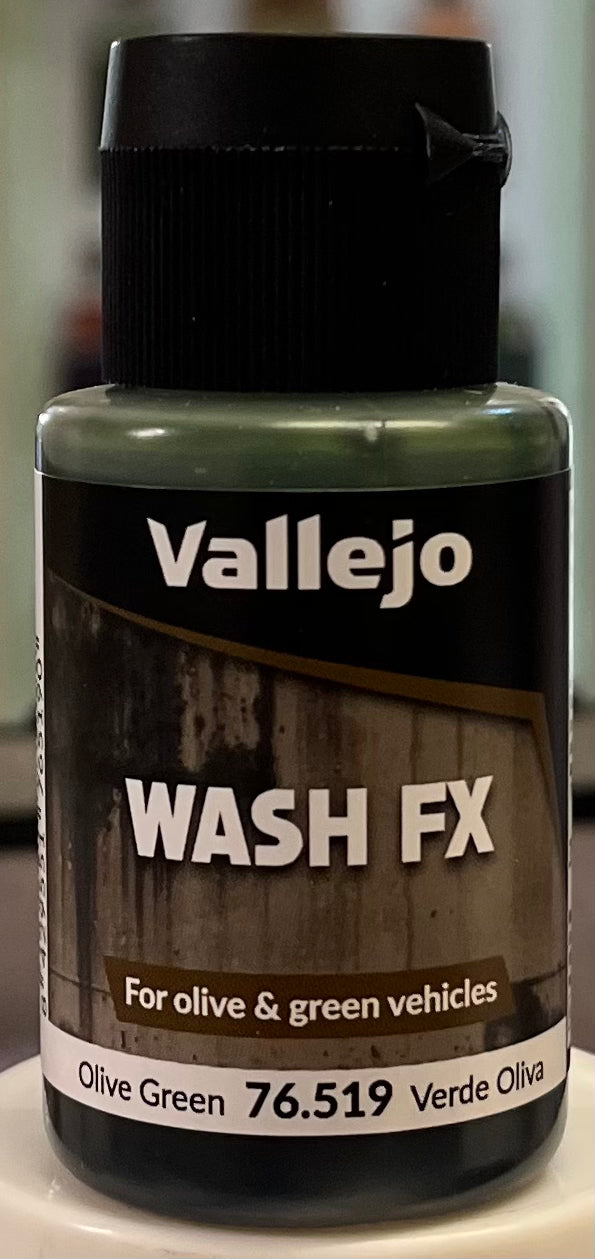 Vallejo
WASH FX
For olive & green vehicles
Olive Green 76.519 Verde Oliva